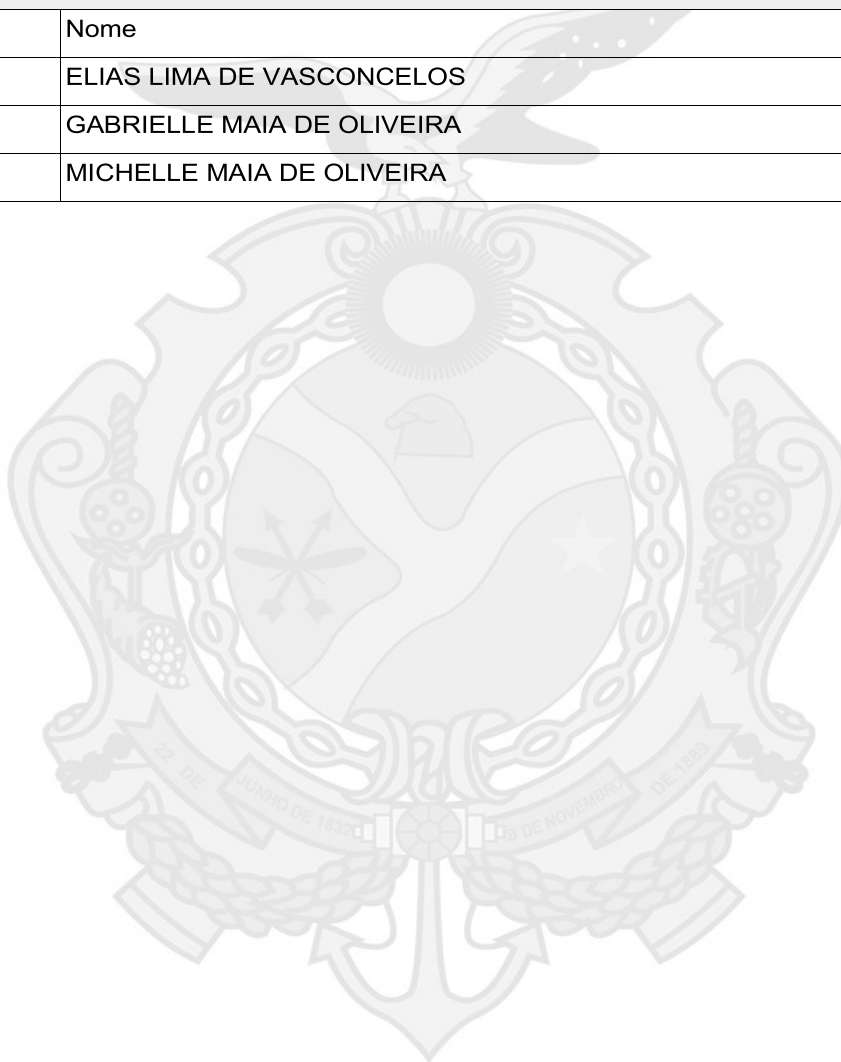 Nome
ELIAS LIMA DE VASCONCELOS
GABRIELLE MAIA DE OLIVEIRA
MICHELLE MAIA DE OLIVEIRA
22 DE
JUNHO DE 1832
DE NOVEMBRO
DE 1889